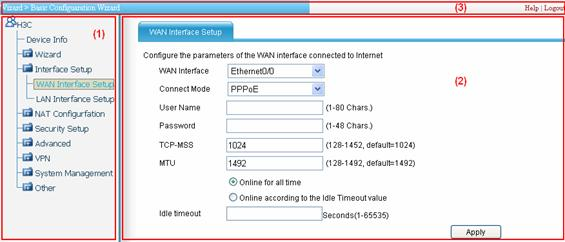 Wizard > Basic Configuration Wizard
(3)
Help | Logout
H3C
(1)
Device Info
Wizard
Interface Setup
WAN Interface Setup
LAN Interfance Setup
NAT Configurfation
Security Setup
Advanced
VPN
System Management
Other
WAN Interface Setup
Configure the parameters of the WAN interface connected to Internet
WAN Interface Ethernet0/0
(2)
Connect Mode PPPoE
User Name (1-80 Chars.)
Password (1-48 Chars.)
TCP-MSS 1024 (128-1452, default=1024)
MTU 1492 (128-1492, default=1492)
Online for all time
Online according to the Idle Timeout value
Idle timeout Seconds(1-65535)
Apply